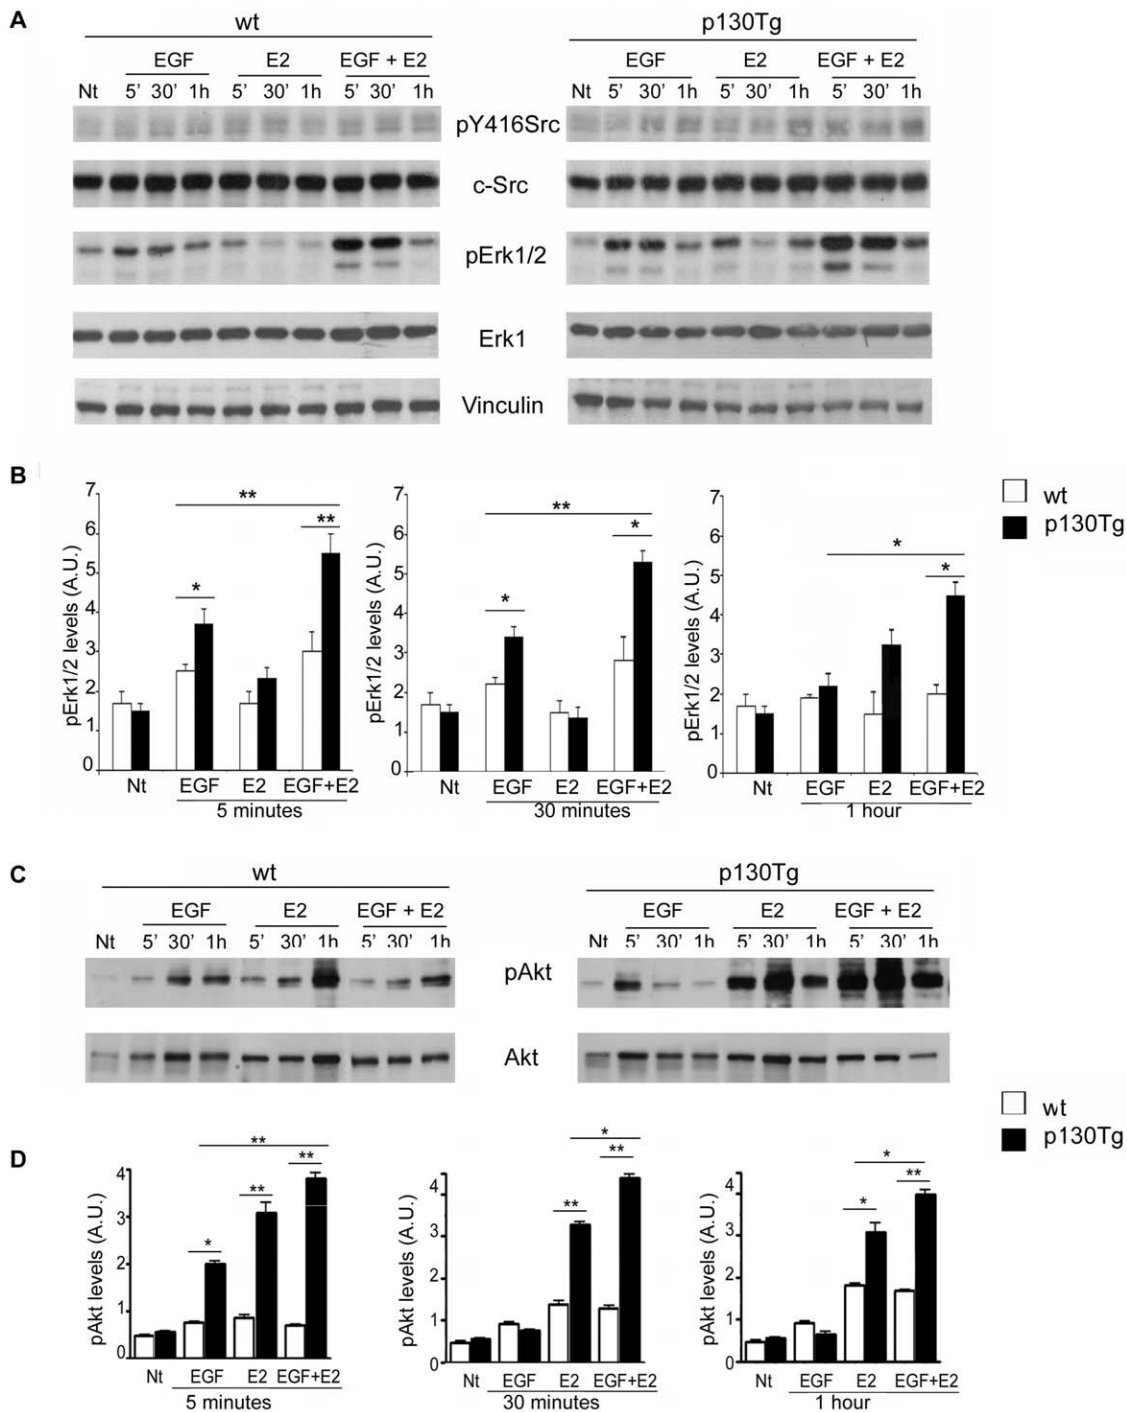 A
wt p130Tg
EGF E2 EGF + E2 EGF E2 EGF + E2
Nt 5’ 30’ 1h 5’ 30’ 1h 5’ 30’ 1h Nt 5’ 30’ 1h 5’ 30’ 1h 5’ 30’ 1h
pY416Src
c-Src
pErk1/2
Erk1
Vinculin
B
wt
p130Tg
pErk1/2 levels (A.U.)
7
6
5
4
3
2
1
0
**
**
*
Nt EGF E2 EGF+E2
5 minutes
pErk1/2 levels (A.U.)
7
6
5
4
3
2
1
0
**
*
*
Nt EGF E2 EGF+E2
30 minutes
pErk1/2 levels (A.U.)
7
6
5
4
3
2
1
0
*
*
Nt EGF E2 EGF+E2
1 hour
C
wt p130Tg
EGF E2 EGF + E2 EGF E2 EGF + E2
Nt 5’ 30’ 1h 5’ 30’ 1h 5’ 30’ 1h Nt 5’ 30’ 1h 5’ 30’ 1h 5’ 30’ 1h
pAkt
Akt
wt
p130Tg
D
pAkt levels (A.U.)
4
3
2
1
0
**
**
**
*
Nt EGF E2 EGF+E2
5 minutes
pAkt levels (A.U.)
4
3
2
1
0
*
**
**
Nt EGF E2 EGF+E2
30 minutes
pAkt levels (A.U.)
4
3
2
1
0
*
**
*
Nt EGF E2 EGF+E2
1 hour